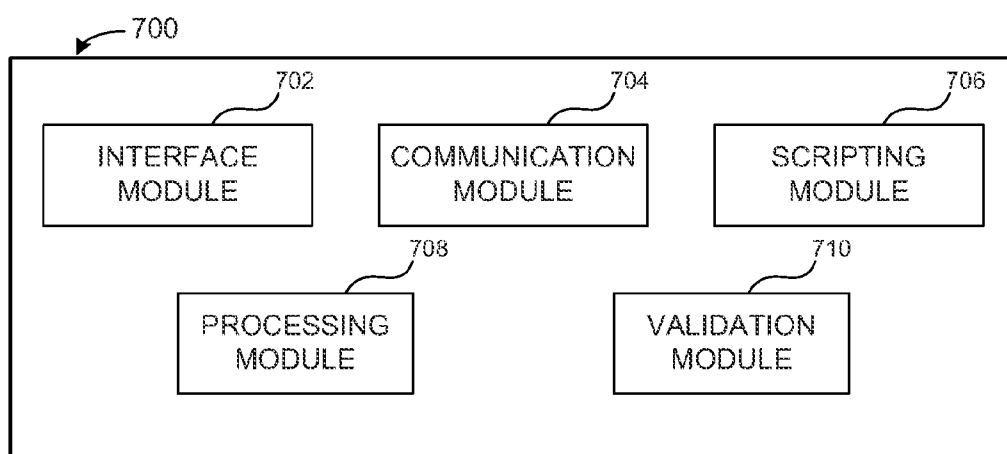 700
702
704
706
INTERFACE
MODULE
COMMUNICATION
MODULE
SCRIPTING
MODULE
708
710
PROCESSING
MODULE
VALIDATION
MODULE